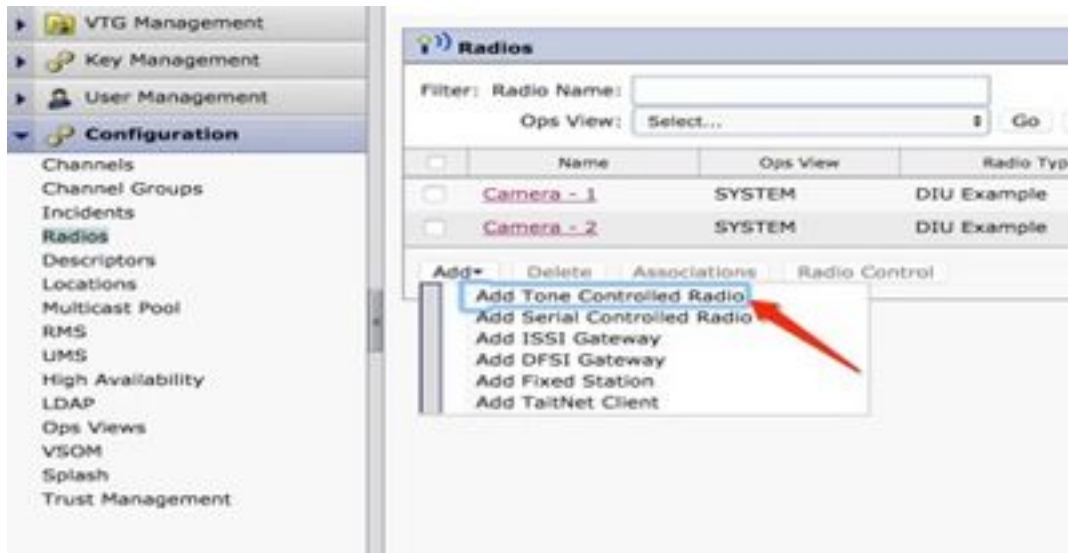 VTG Management
Key Management
User Management
Configuration
Channels
Channel Groups
Incidents
Radios
Descriptors
Locations
Multicast Pool
RMS
UMS
High Availability
LDAP
Ops Views
VSOM
Splash
Trust Management
Radios
Filter: Radio Name:
Ops View: Select... Go
Name Ops View Radio Typ
Camera - 1 SYSTEM DIU Example
Camera - 2 SYSTEM DIU Example
Add Delete Associations Radio Control
Add Tone Controlled Radio
Add Serial Controlled Radio
Add ISSI Gateway
Add DFSI Gateway
Add Fixed Station
Add TaitNet Client